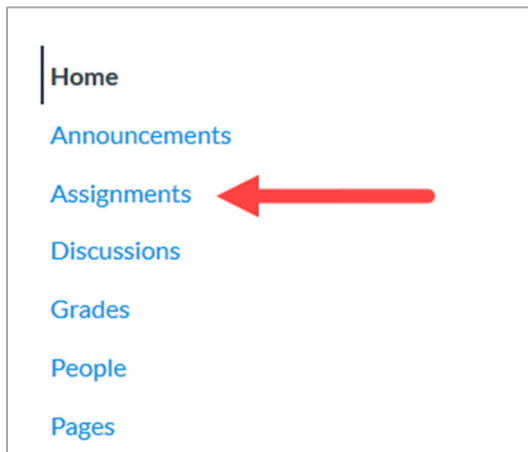 Home
Announcements
Assignments
Discussions
Grades
People
Pages